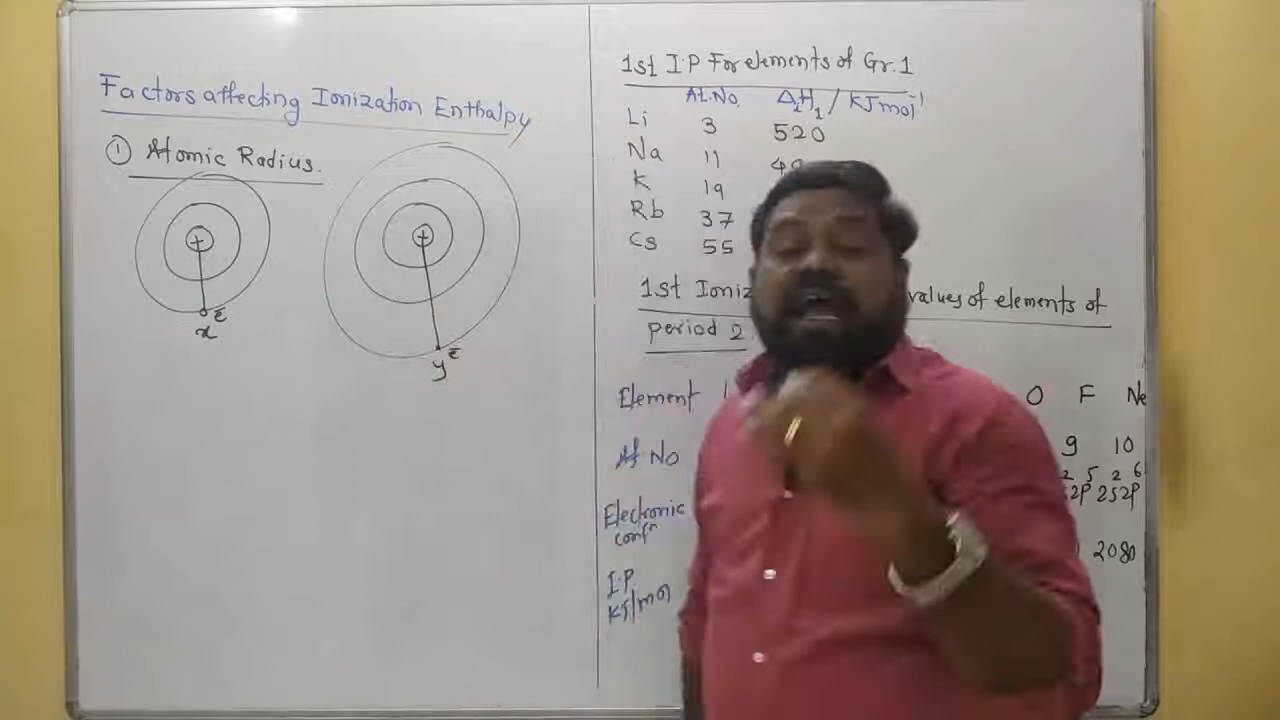 Factors affecting Ionization Enthalpy
① Atomic Radius.
+
+
e̅
x
e̅
y
1st I.P For elements of Gr.1
At.No. ΔiH1 / KJmol⁻¹
Li 3 520
Na 11
K 19
Rb 37
Cs 55
1st values of elements of
period 2
Element O F Ne
At No 9 10
Electronic 2p⁵ 2s²2p⁶
confⁿ
I.P 2080
KJ/mol